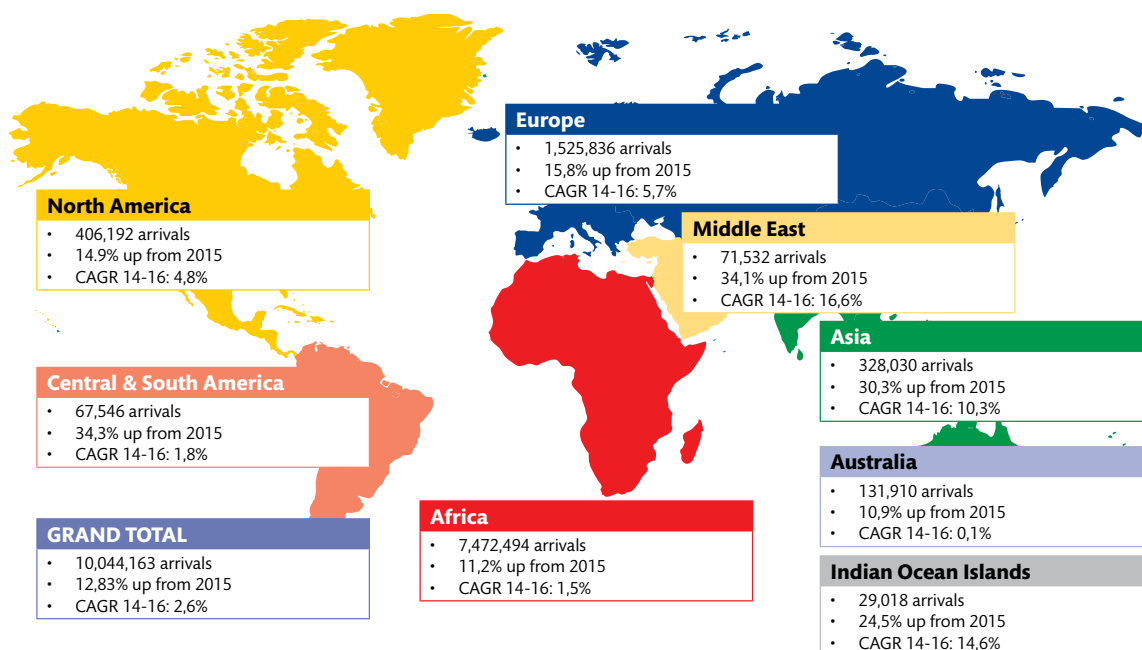 Europe
• 1,525,836 arrivals
• 15,8% up from 2015
• CAGR 14-16: 5,7%
North America
• 406,192 arrivals
• 14.9% up from 2015
• CAGR 14-16: 4,8%
Middle East
• 71,532 arrivals
• 34,1% up from 2015
• CAGR 14-16: 16,6%
Asia
• 328,030 arrivals
• 30,3% up from 2015
• CAGR 14-16: 10,3%
Central & South America
• 67,546 arrivals
• 34,3% up from 2015
• CAGR 14-16: 1,8%
Australia
• 131,910 arrivals
• 10,9% up from 2015
• CAGR 14-16: 0,1%
Africa
• 7,472,494 arrivals
• 11,2% up from 2015
• CAGR 14-16: 1,5%
GRAND TOTAL
• 10,044,163 arrivals
• 12,83% up from 2015
• CAGR 14-16: 2,6%
Indian Ocean Islands
• 29,018 arrivals
• 24,5% up from 2015
• CAGR 14-16: 14,6%